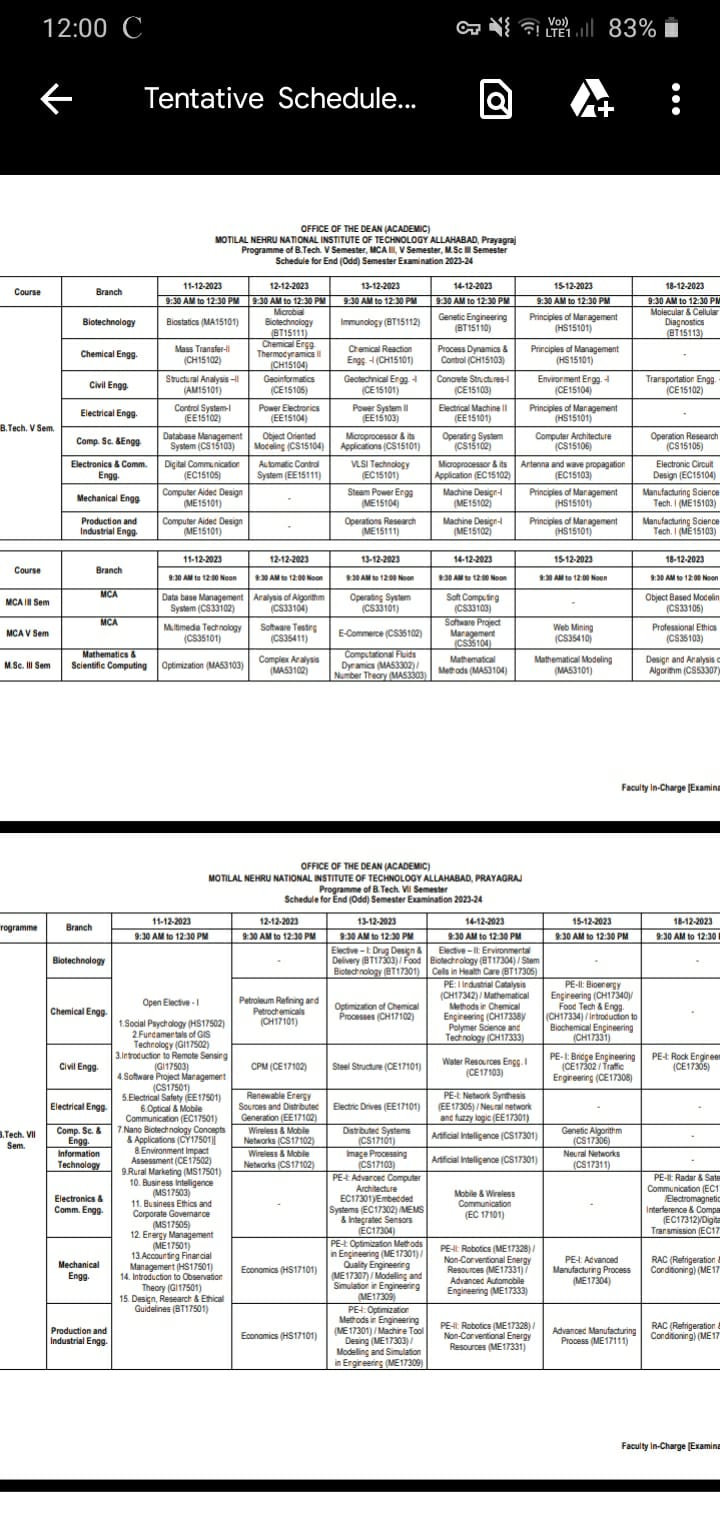 12:00
Vo))
LTE1
83%
Tentative Schedule...
OFFICE OF THE DEAN (ACADEMIC)
MOTILAL NEHRU NATIONAL INSTITUTE OF TECHNOLOGY ALLAHABAD, Prayagraj
Programme of B.Tech. V Semester, MCA III, V Semester, M.Sc III Semester
Schedule for End (Odd) Semester Examination 2023-24
Course Branch 11-12-2023 12-12-2023 13-12-2023 14-12-2023 15-12-2023 18-12-2023
9:30 AM to 12:30 PM 9:30 AM to 12:30 PM 9:30 AM to 12:30 PM 9:30 AM to 12:30 PM 9:30 AM to 12:30 PM 9:30 AM to 12:30 PM
B.Tech. V Sem.
Biotechnology Biostatics (MA15101) Microbial Biotechnology (BT15111) Immunology (BT15112) Genetic Engineering (BT15110) Principles of Management (HS15101) Molecular & Cellular Diagnostics (BT15113)
Chemical Engg. Mass Transfer-II (CH15102) Chemical Engg. Thermodynamics II (CH15104) Chemical Reaction Engg. -I (CH15101) Process Dynamics & Control (CH15103) Principles of Management (HS15101) -
Civil Engg. Structural Analysis -II (AM15101) Geoinformatics (CE15105) Geotechnical Engg. -I (CE15101) Concrete Structures-I (CE15103) Environment Engg. -I (CE15104) Transportation Engg. - (CE15102)
Electrical Engg. Control System-I (EE15102) Power Electronics (EE15104) Power System II (EE15103) Electrical Machine II (EE15101) Principles of Management (HS15101) -
Comp. Sc. &Engg. Database Management System (CS15103) Object Oriented Modeling (CS15104) Microprocessor & its Applications (CS15101) Operating System (CS15102) Computer Architecture (CS15106) Operation Research (CS15105)
Electronics & Comm. Engg. Digital Communication (EC15105) Automatic Control System (EE15111) VLSI Technology (EC15101) Microprocessor & its Application (EC15102) Antenna and wave propagation (EC15103) Electronic Circuit Design (EC15104)
Mechanical Engg. Computer Aided Design (ME15101) - Steam Power Engg (ME15104) Machine Design-I (ME15102) Principles of Management (HS15101) Manufacturing Science Tech. I (ME15103)
Production and Industrial Engg. Computer Aided Design (ME15101) - Operations Research (ME15111) Machine Design-I (ME15102) Principles of Management (HS15101) Manufacturing Science Tech. I (ME15103)
Course Branch 11-12-2023 12-12-2023 13-12-2023 14-12-2023 15-12-2023 18-12-2023
9:30 AM to 12:00 Noon 9:30 AM to 12:00 Noon 9:30 AM to 12:00 Noon 9:30 AM to 12:00 Noon 9:30 AM to 12:00 Noon 9:30 AM to 12:00 Noon
MCA III Sem MCA Data base Management System (CS33102) Analysis of Algorithm (CS33104) Operating System (CS33101) Soft Computing (CS33103) - Object Based Modelin (CS33105)
MCA V Sem MCA Multimedia Technology (CS35101) Software Testing (CS35411) E-Commerce (CS35102) Software Project Management (CS35104) Web Mining (CS35410) Professional Ethics (CS35103)
M.Sc. III Sem Mathematics & Scientific Computing Optimization (MA53103) Complex Analysis (MA53102) Computational Fluids Dynamics (MA53302) / Number Theory (MA53303) Mathematical Methods (MA53104) Mathematical Modeling (MA53101) Design and Analysis o Algorithm (CS53307)
Faculty In-Charge [Examina
OFFICE OF THE DEAN (ACADEMIC)
MOTILAL NEHRU NATIONAL INSTITUTE OF TECHNOLOGY ALLAHABAD, PRAYAGRAJ
Programme of B.Tech. VII Semester
Schedule for End (Odd) Semester Examination 2023-24
rogramme Branch 11-12-2023 12-12-2023 13-12-2023 14-12-2023 15-12-2023 18-12-2023
9:30 AM to 12:30 PM 9:30 AM to 12:30 PM 9:30 AM to 12:30 PM 9:30 AM to 12:30 PM 9:30 AM to 12:30 PM 9:30 AM to 12:30
B.Tech. VII Sem.
Open Elective - I
1.Social Psychology (HS17502)
2.Fundamentals of GIS
Technology (GI17502)
3.Introduction to Remote Sensing
(GI17503)
4.Software Project Management
(CS17501)
5.Electrical Safety (EE17501)
6.Optical & Mobile
Communication (EC17501)
7.Nano Biotechnology Concepts
& Applications (CY17501)]
8.Environment Impact
Assessment (CE17502)
9.Rural Marketing (MS17501)
10. Business Intelligence
(MS17503)
11. Business Ethics and
Corporate Governance
(MS17505)
12. Energy Management
(ME17501)
13.Accounting Financial
Management (HS17501)
14. Introduction to Observation
Theory (GI17501)
15. Design, Research & Ethical
Guidelines (BT17501)
Biotechnology - Elective – I: Drug Design & Delivery (BT17303) / Food Biotechnology (BT17301) Elective – II: Environmental Biotechnology (BT17304) / Stem Cells in Health Care (BT17305) - -
Chemical Engg. Petroleum Refining and Petrochemicals (CH17101) Optimization of Chemical Processes (CH17102) PE: I Industrial Catalysis (CH17342) / Mathematical Methods in Chemical Engineering (CH17338)/ Polymer Science and Technology (CH17333) PE-II: Bioenergy Engineering (CH17340)/ Food Tech & Engg. (CH17334) / Introduction to Biochemical Engineering (CH17331) -
Civil Engg. CPM (CE17102) Steel Structure (CE17101) Water Resources Engg. I (CE17103) PE- I: Bridge Engineering (CE17302 / Traffic Engineering (CE17308) PE-I: Rock Engineer (CE17305)
Electrical Engg. Renewable Energy Sources and Distributed Generation (EE17102) Electric Drives (EE17101) PE-I: Network Synthesis (EE17305) / Neural network and fuzzy logic (EE17301) - -
Comp. Sc. & Engg. Wireless & Mobile Networks (CS17102) Distributed Systems (CS17101) Artificial Intelligence (CS17301) Genetic Algorithm (CS17306) -
Information Technology Wireless & Mobile Networks (CS17102) Image Processing (CS17103) Artificial Intelligence (CS17301) Neural Networks (CS17311) -
Electronics & Comm. Engg. - PE-I: Advanced Computer Architecture EC17301)/Embedded Systems (EC17302) /MEMS & Integrated Sensors (EC17304) Mobile & Wireless Communication (EC 17101) - PE-II: Radar & Sate Communication (EC1 /Electromagnetic Interference & Compa (EC17312)/Digita Transmission (EC17
Mechanical Engg. Economics (HS17101) PE-I: Optimization Methods in Engineering (ME17301) / Quality Engineering (ME17307) / Modelling and Simulation in Engineering (ME17309) PE-II: Robotics (ME17328) / Non-Conventional Energy Resources (ME17331) / Advanced Automobile Engineering (ME17333) PE-I: Advanced Manufacturing Process (ME17304) RAC (Refrigeration & Conditioning) (ME17
Production and Industrial Engg. Economics (HS17101) PE-I: Optimization Methods in Engineering (ME17301) / Machine Tool Desing (ME17303) / Modelling and Simulation in Engineering (ME17309) PE-II: Robotics (ME17328) / Non-Conventional Energy Resources (ME17331) Advanced Manufacturing Process (ME17111) RAC (Refrigeration & Conditioning) (ME17
Faculty In-Charge [Examina